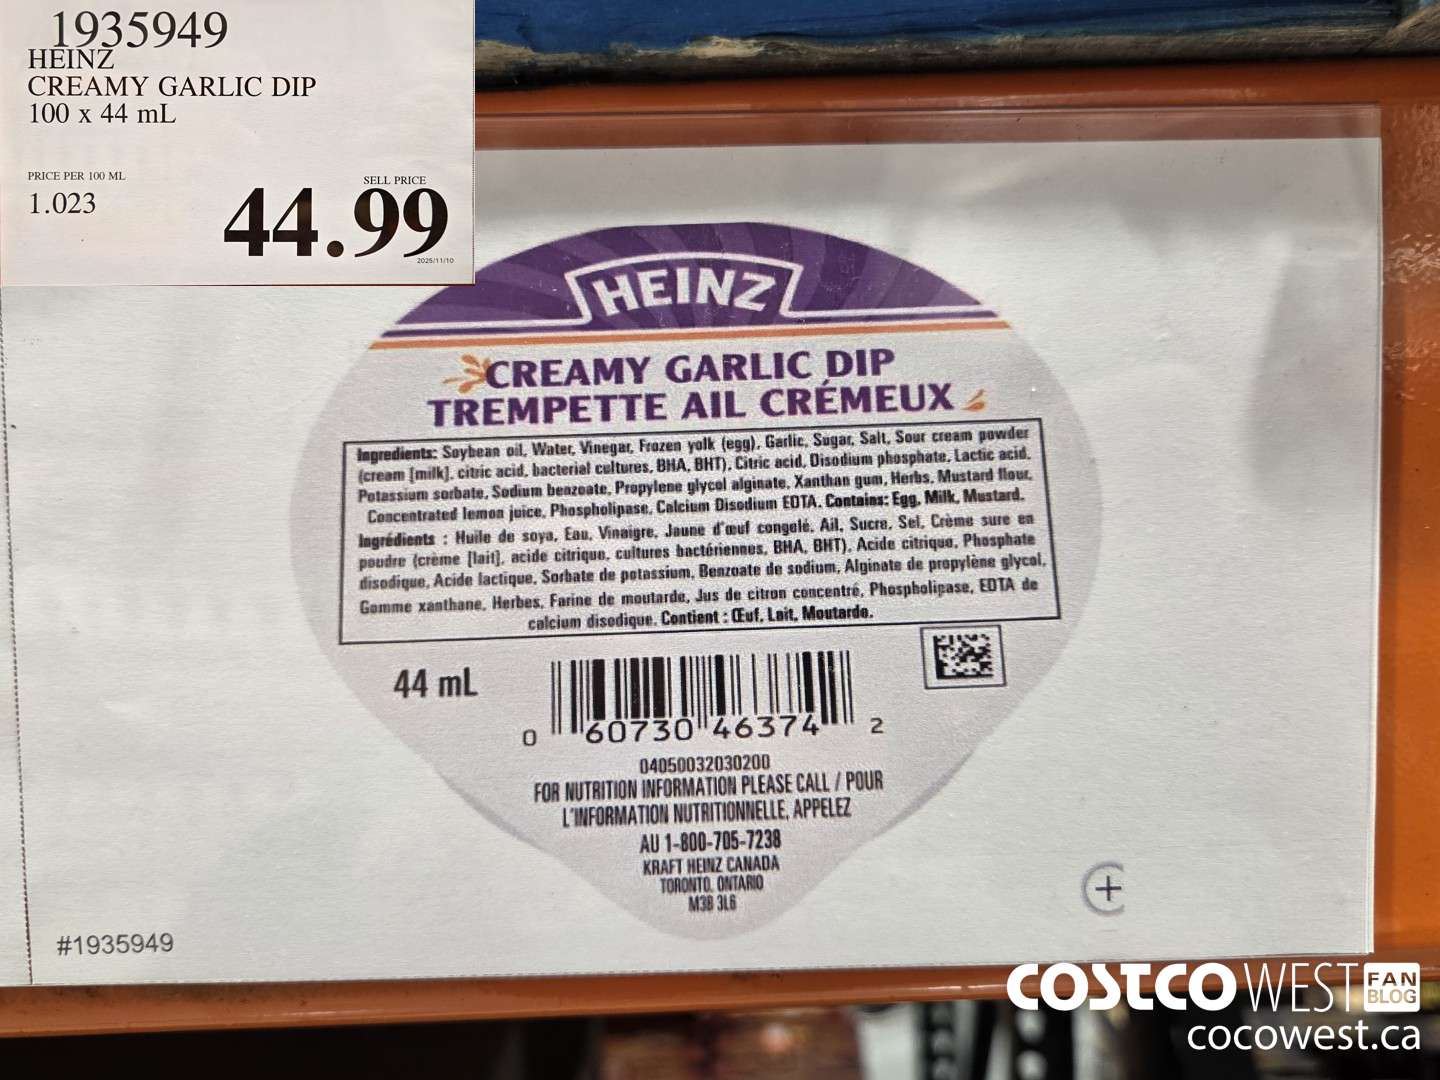 1935949
HEINZ
CREAMY GARLIC DIP
100 x 44 mL
PRICE PER 100 ML
1.023
SELL PRICE
44.99
2025/11/10
HEINZ
CREAMY GARLIC DIP
TREMPETTE AIL CRÉMEUX
Ingredients: Soybean oil, Water, Vinegar, Frozen yolk (egg), Garlic, Sugar, Salt, Sour cream powder
(cream [milk], citric acid, bacterial cultures, BHA, BHT), Citric acid, Disodium phosphate, Lactic acid,
Potassium sorbate, Sodium benzoate, Propylene glycol alginate, Xanthan gum, Herbs, Mustard flour,
Concentrated lemon juice, Phospholipase, Calcium Disodium EDTA. Contains: Egg, Milk, Mustard.
Ingrédients : Huile de soya, Eau, Vinaigre, Jaune d'œuf congelé, Ail, Sucre, Sel, Crème sure en
poudre (crème [lait], acide citrique, cultures bactériennes, BHA, BHT), Acide citrique, Phosphate
disodique, Acide lactique, Sorbate de potassium, Benzoate de sodium, Alginate de propylène glycol,
Gomme xanthane, Herbes, Farine de moutarde, Jus de citron concentré, Phospholipase, EDTA de
calcium disodique. Contient : Œuf, Lait, Moutarde.
44 mL
0 60730 46374 2
04050032030200
FOR NUTRITION INFORMATION PLEASE CALL / POUR
L'INFORMATION NUTRITIONNELLE, APPELEZ
AU 1-800-705-7238
KRAFT HEINZ CANADA
TORONTO, ONTARIO
M3B 3L6
#1935949
COSTCO WEST FAN BLOG
cocowest.ca